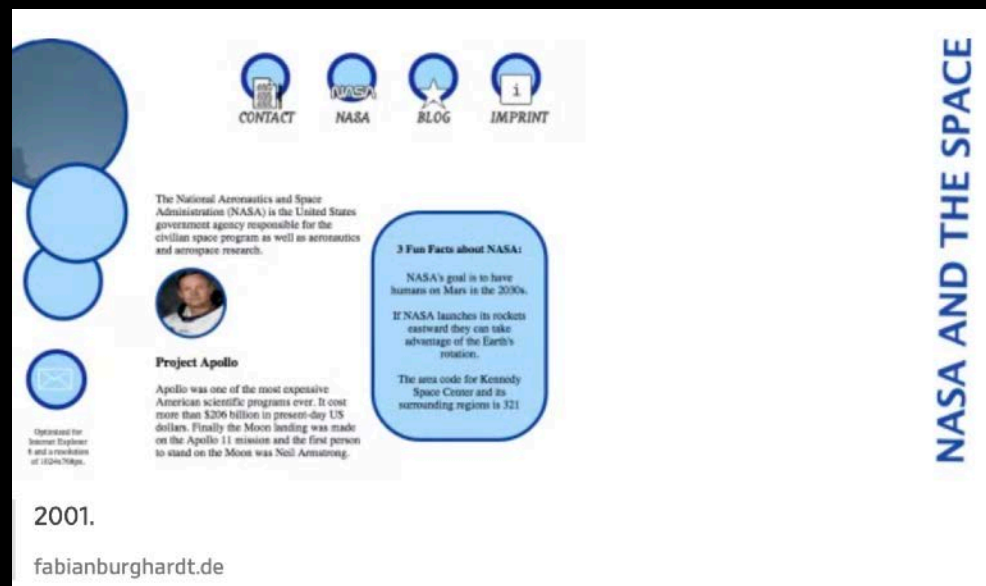 CONTACT NASA BLOG IMPRINT
NASA
i
The National Aeronautics and Space
Administration (NASA) is the United States
government agency responsible for the
civilian space program as well as aeronautics
and aerospace research.
Project Apollo
Apollo was one of the most expensive
American scientific programs ever. It cost
more than $206 billion in present-day US
dollars. Finally the Moon landing was made
on the Apollo 11 mission and the first person
to stand on the Moon was Neil Armstrong.
3 Fun Facts about NASA:
NASA's goal is to have
humans on Mars in the 2030s.
If NASA launches its rockets
eastward they can take
advantage of the Earth's
rotation.
The area code for Kennedy
Space Center and its
surrounding regions is 321
Optimized for
Internet Explorer
and a resolution
of 1024x768px.
NASA AND THE SPACE
2001.
fabianburghardt.de